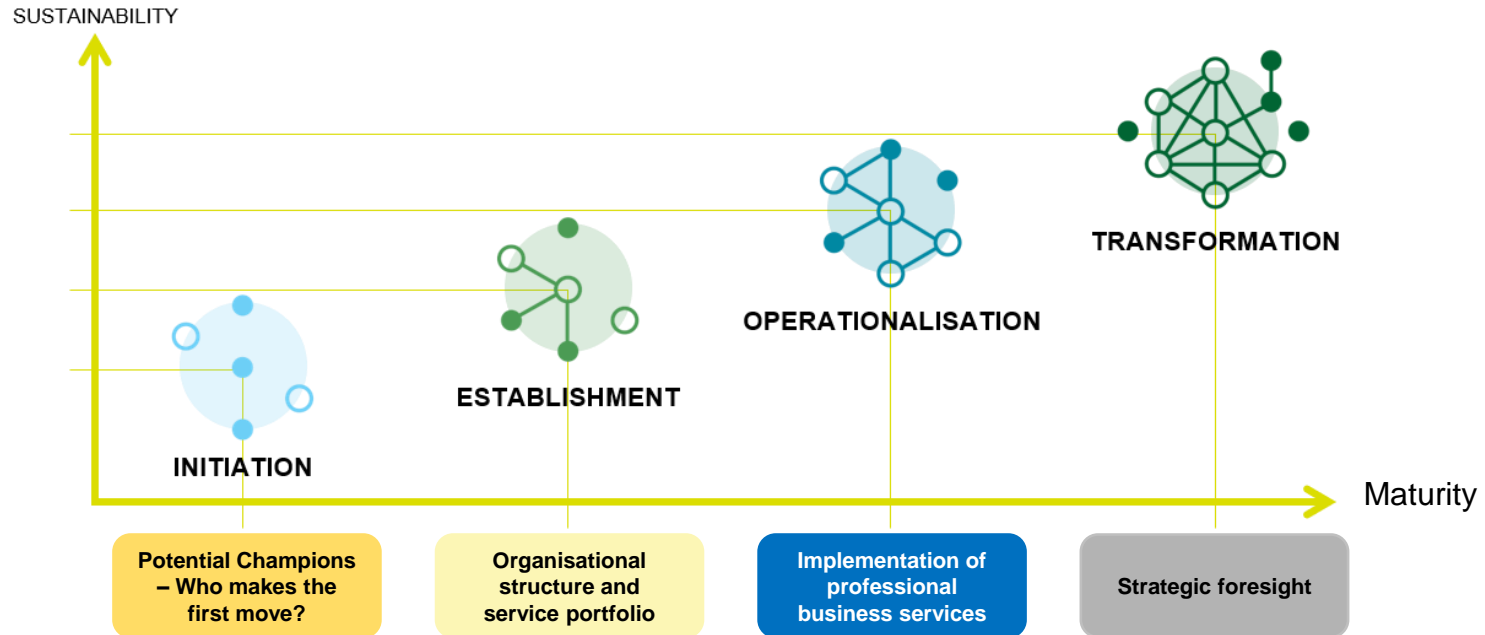 SUSTAINABILITY
TRANSFORMATION
OPERATIONALISATION
ESTABLISHMENT
INITIATION
Maturity
Potential Champions
– Who makes the
first move?
Organisational
structure and
service portfolio
Implementation of
professional
business services
Strategic foresight